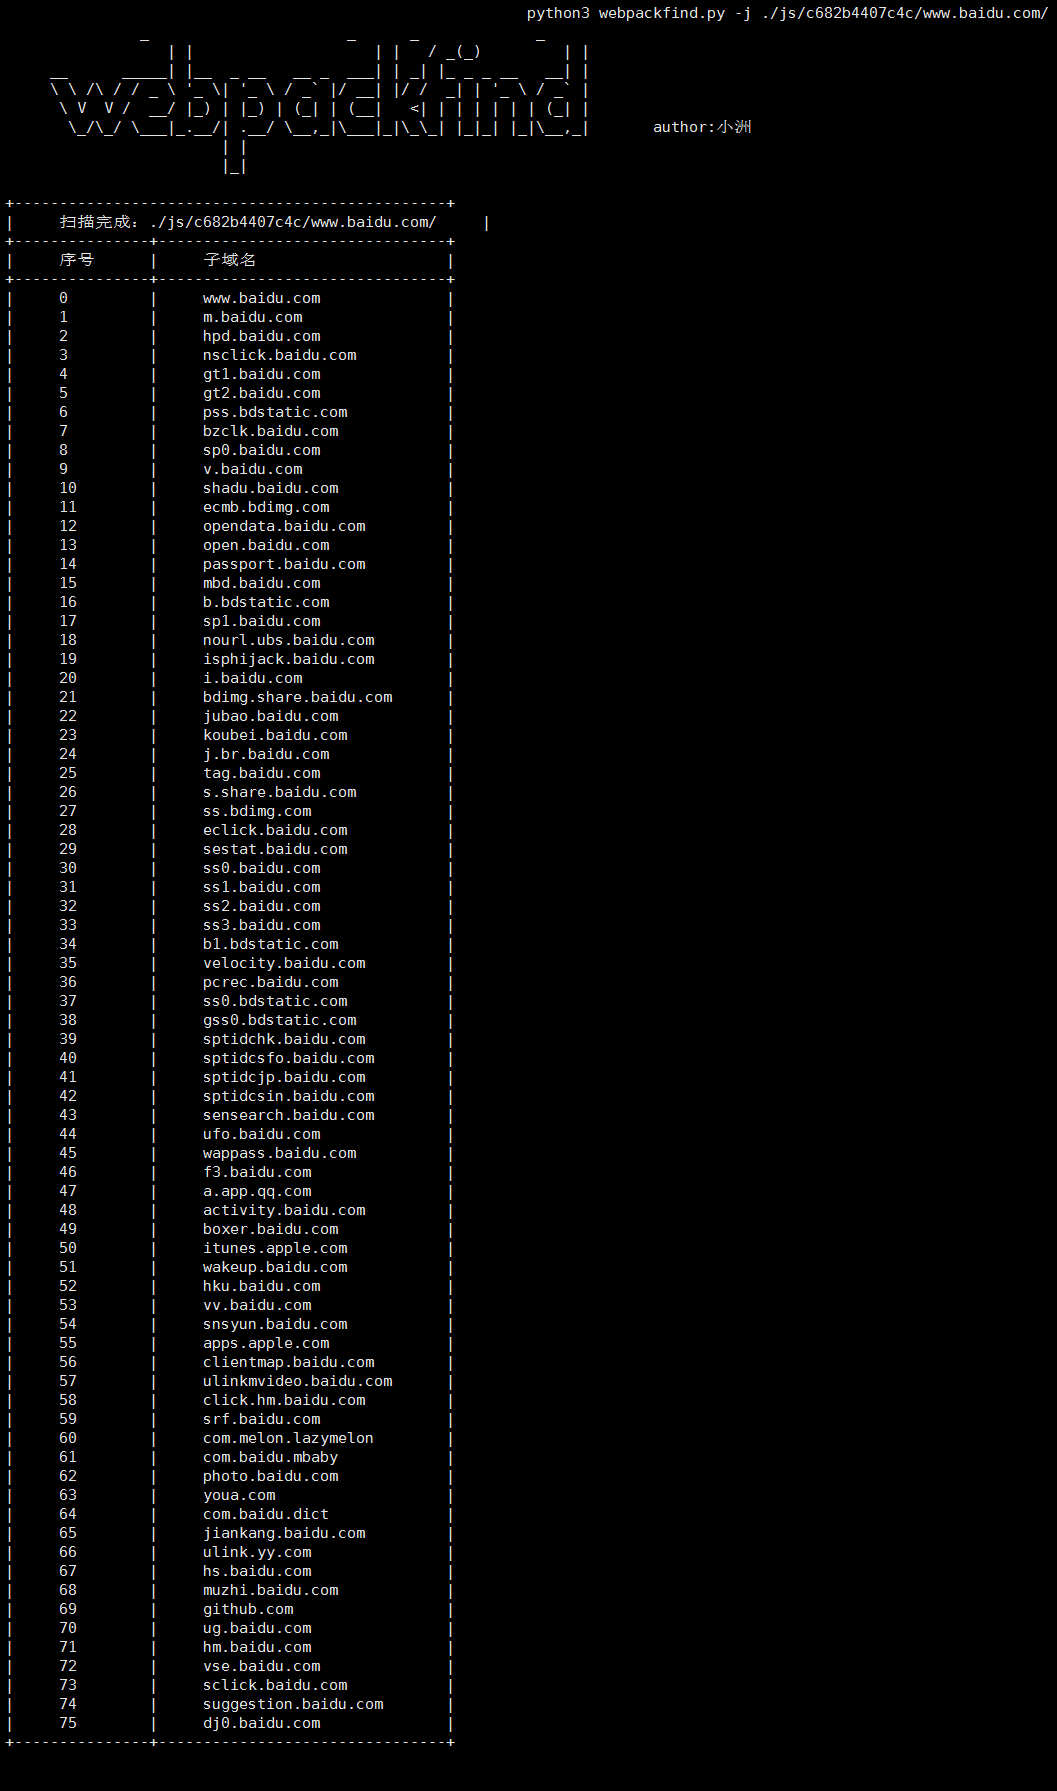 python3 webpackfind.py -j ./js/c682b4407c4c/www.baidu.com/
webpackfind
author:小洲
+------------------------------------------------+
| 扫描完成: ./js/c682b4407c4c/www.baidu.com/ |
+---------------+--------------------------------+
| 序号 | 子域名 |
+---------------+--------------------------------+
| 0 | www.baidu.com |
| 1 | m.baidu.com |
| 2 | hpd.baidu.com |
| 3 | nsclick.baidu.com |
| 4 | gt1.baidu.com |
| 5 | gt2.baidu.com |
| 6 | pss.bdstatic.com |
| 7 | bzclk.baidu.com |
| 8 | sp0.baidu.com |
| 9 | v.baidu.com |
| 10 | shadu.baidu.com |
| 11 | ecmb.bdimg.com |
| 12 | opendata.baidu.com |
| 13 | open.baidu.com |
| 14 | passport.baidu.com |
| 15 | mbd.baidu.com |
| 16 | b.bdstatic.com |
| 17 | sp1.baidu.com |
| 18 | nourl.ubs.baidu.com |
| 19 | isphijack.baidu.com |
| 20 | i.baidu.com |
| 21 | bdimg.share.baidu.com |
| 22 | jubao.baidu.com |
| 23 | koubei.baidu.com |
| 24 | j.br.baidu.com |
| 25 | tag.baidu.com |
| 26 | s.share.baidu.com |
| 27 | ss.bdimg.com |
| 28 | eclick.baidu.com |
| 29 | sestat.baidu.com |
| 30 | ss0.baidu.com |
| 31 | ss1.baidu.com |
| 32 | ss2.baidu.com |
| 33 | ss3.baidu.com |
| 34 | b1.bdstatic.com |
| 35 | velocity.baidu.com |
| 36 | pcrec.baidu.com |
| 37 | ss0.bdstatic.com |
| 38 | gss0.bdstatic.com |
| 39 | sptidchk.baidu.com |
| 40 | sptidcsfo.baidu.com |
| 41 | sptidcjp.baidu.com |
| 42 | sptidcsin.baidu.com |
| 43 | sensearch.baidu.com |
| 44 | ufo.baidu.com |
| 45 | wappass.baidu.com |
| 46 | f3.baidu.com |
| 47 | a.app.qq.com |
| 48 | activity.baidu.com |
| 49 | boxer.baidu.com |
| 50 | itunes.apple.com |
| 51 | wakeup.baidu.com |
| 52 | hku.baidu.com |
| 53 | vv.baidu.com |
| 54 | snsyun.baidu.com |
| 55 | apps.apple.com |
| 56 | clientmap.baidu.com |
| 57 | ulinkmvideo.baidu.com |
| 58 | click.hm.baidu.com |
| 59 | srf.baidu.com |
| 60 | com.melon.lazymelon |
| 61 | com.baidu.mbaby |
| 62 | photo.baidu.com |
| 63 | youa.com |
| 64 | com.baidu.dict |
| 65 | jiankang.baidu.com |
| 66 | ulink.yy.com |
| 67 | hs.baidu.com |
| 68 | muzhi.baidu.com |
| 69 | github.com |
| 70 | ug.baidu.com |
| 71 | hm.baidu.com |
| 72 | vse.baidu.com |
| 73 | sclick.baidu.com |
| 74 | suggestion.baidu.com |
| 75 | dj0.baidu.com |
+---------------+--------------------------------+